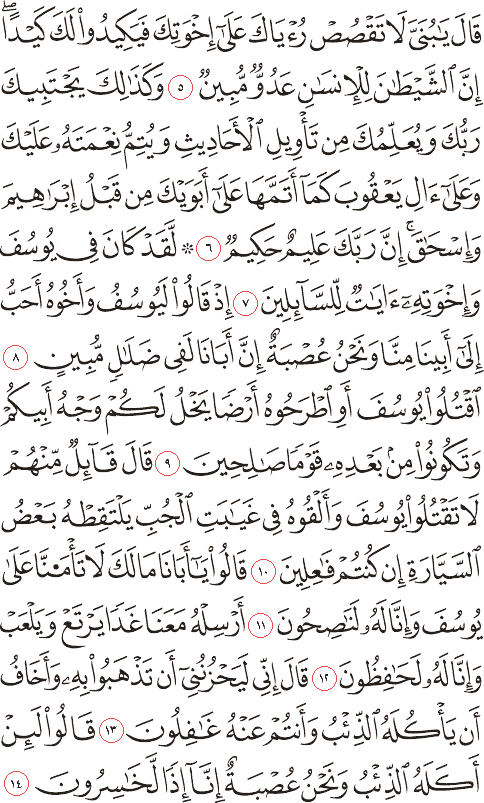 قَالَ يَٰبُنَىَّ لَا تَقۡصُصۡ رُءۡيَاكَ عَلَىٰٓ إِخۡوَتِكَ فَيَكِيدُواْ لَكَ كَيۡدًاۖ
إِنَّ ٱلشَّيۡطَٰنَ لِلۡإِنسَٰنِ عَدُوّٞ مُّبِينٞ ٥ وَكَذَٰلِكَ يَجۡتَبِيكَ
رَبُّكَ وَيُعَلِّمُكَ مِن تَأۡوِيلِ ٱلۡأَحَادِيثِ وَيُتِمُّ نِعۡمَتَهُۥ عَلَيۡكَ
وَعَلَىٰٓ ءَالِ يَعۡقُوبَ كَمَآ أَتَمَّهَا عَلَىٰٓ أَبَوَيۡكَ مِن قَبۡلُ إِبۡرَٰهِيمَ
وَإِسۡحَٰقَۚ إِنَّ رَبَّكَ عَلِيمٌ حَكِيمٞ ٦ ۞ لَّقَدۡ كَانَ فِي يُوسُفَ
وَإِخۡوَتِهِۦٓ ءَايَٰتٞ لِّلسَّآئِلِينَ ٧ إِذۡ قَالُواْ لَيُوسُفُ وَأَخُوهُ أَحَبُّ
إِلَىٰٓ أَبِينَا مِنَّا وَنَحۡنُ عُصۡبَةٌ إِنَّ أَبَانَا لَفِي ضَلَٰلٖ مُّبِينٍ ٨
ٱقۡتُلُواْ يُوسُفَ أَوِ ٱطۡرَحُوهُ أَرۡضٗا يَخۡلُ لَكُمۡ وَجۡهُ أَبِيكُمۡ
وَتَكُونُواْ مِنۢ بَعۡدِهِۦ قَوۡمٗا صَٰلِحِينَ ٩ قَالَ قَآئِلٞ مِّنۡهُمۡ
لَا تَقۡتُلُواْ يُوسُفَ وَأَلۡقُوهُ فِي غَيَٰبَتِ ٱلۡجُبِّ يَلۡتَقِطۡهُ بَعۡضُ
ٱلسَّيَّارَةِ إِن كُنتُمۡ فَٰعِلِينَ ١٠ قَالُواْ يَٰٓأَبَانَا مَالَكَ لَا تَأۡمَ۬نَّا عَلَىٰ
يُوسُفَ وَإِنَّا لَهُۥ لَنَٰصِحُونَ ١١ أَرۡسِلۡهُ مَعَنَا غَدٗا يَرۡتَعۡ وَيَلۡعَبۡ
وَإِنَّا لَهُۥ لَحَٰفِظُونَ ١٢ قَالَ إِنِّي لَيَحۡزُنُنِيٓ أَن تَذۡهَبُواْ بِهِۦ وَأَخَافُ
أَن يَأۡكُلَهُ ٱلذِّئۡبُ وَأَنتُمۡ عَنۡهُ غَٰفِلُونَ ١٣ قَالُواْ لَئِنۡ
أَكَلَهُ ٱلذِّئۡبُ وَنَحۡنُ عُصۡبَةٌ إِنَّآ إِذٗا لَّخَٰسِرُونَ ١٤